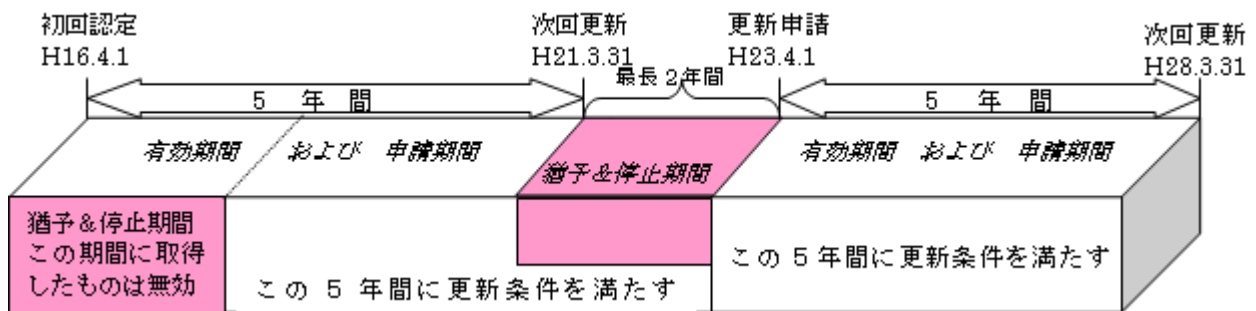 初回認定
H16.4.1
次回更新
H21.3.31
更新申請
H23.4.1
次回更新
H28.3.31
5 年 間
最長2年間
5 年 間
有効期間 および 申請期間
猶予&停止期間
有効期間 および 申請期間
猶予&停止期間
この期間に取得
したものは無効
この 5 年間に更新条件を満たす
この5年間に更新条件を満たす